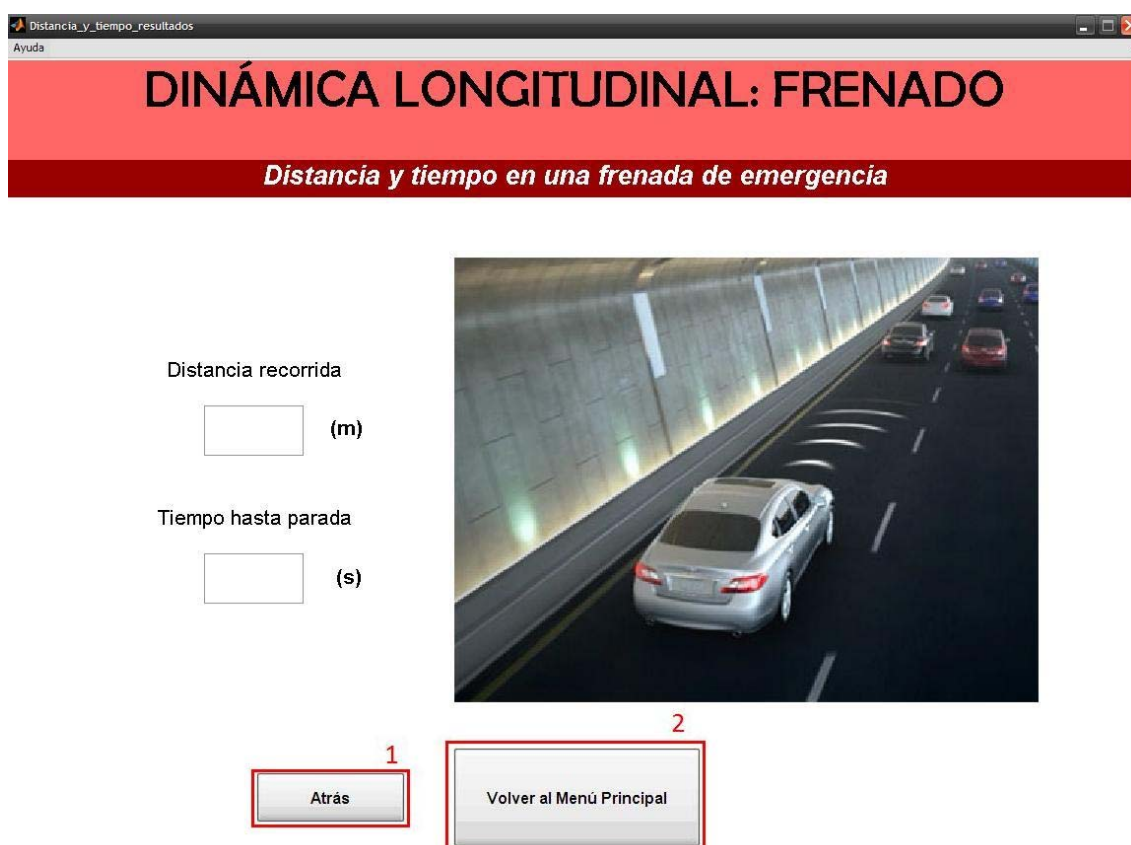 Distancia_y_tiempo_resultados
Ayuda
DINÁMICA LONGITUDINAL: FRENADO
Distancia y tiempo en una frenada de emergencia
Distancia recorrida
(m)
Tiempo hasta parada
(s)
1
2
Atrás
Volver al Menú Principal